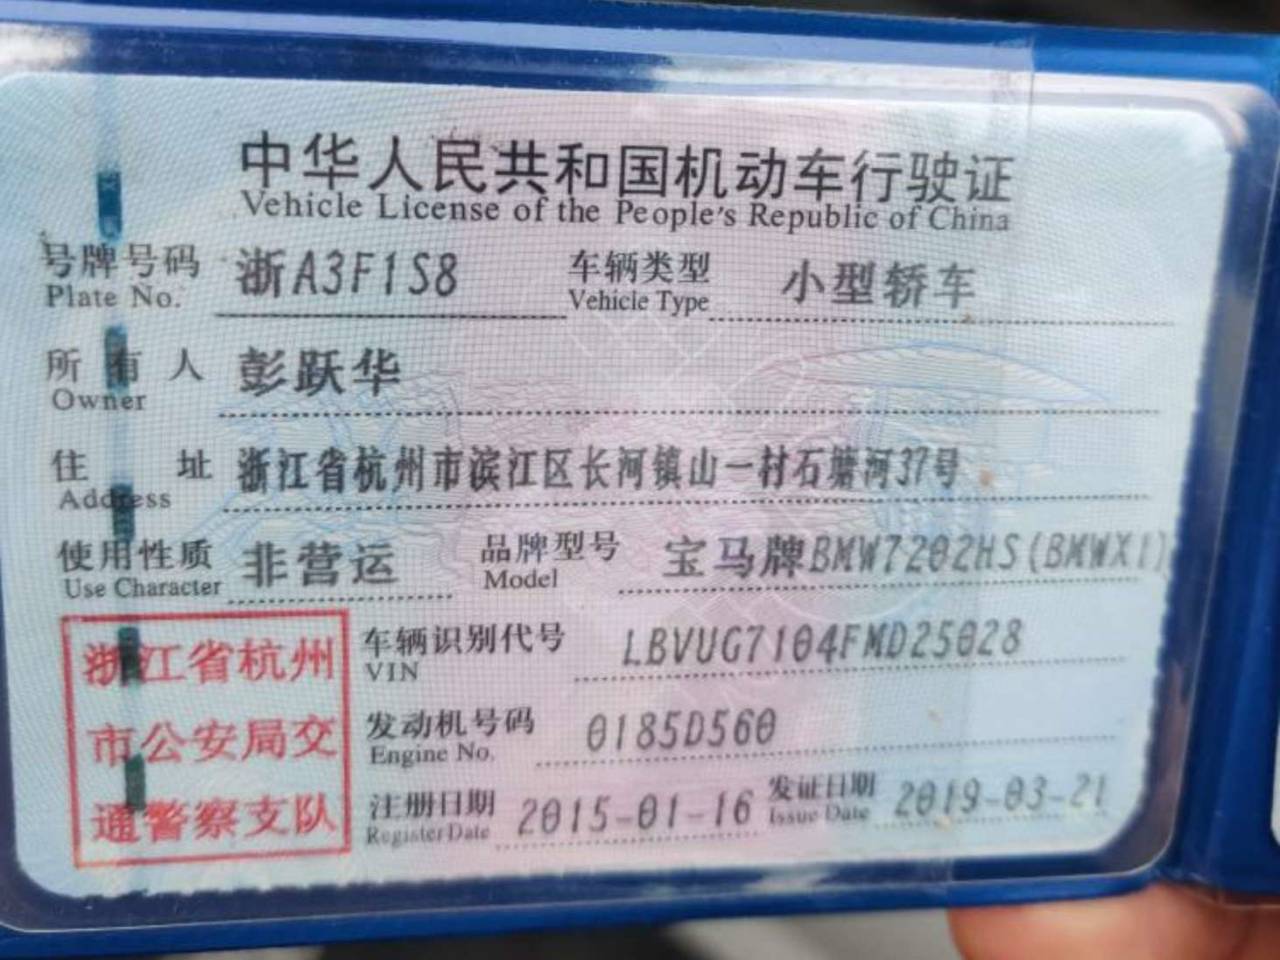 中华人民共和国机动车行驶证
Vehicle License of the People's Republic of China
号牌号码 浙A3F1S8 车辆类型 小型轿车
Plate No. Vehicle Type
所有人 彭跃华
Owner
住址 浙江省杭州市滨江区长河镇山一村石塘河37号
Address
使用性质 非营运 品牌型号 宝马牌BMW7202HS(BMWX1)
Use Character Model
浙江省杭州
市公安局交
通警察支队
车辆识别代号 LBVUG7104FMD25028
VIN
发动机号码 0185D560
Engine No.
注册日期 2015-01-16 发证日期 2019-03-21
Register Date Issue Date